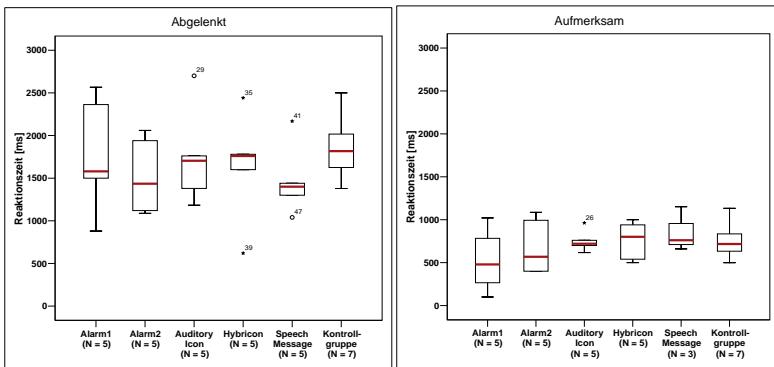 Abgelenkt
Reaktionszeit [ms]
3000
2500
2000
1500
1000
500
0
29
35
39
41
47
Alarm1 Alarm2 Auditory Hybricon Speech Kontroll-
(N = 5) (N = 5) Icon (N = 5) Message gruppe
(N = 5) (N = 5) (N = 7)
Aufmerksam
Reaktionszeit [ms]
3000
2500
2000
1500
1000
500
0
26
Alarm1 Alarm2 Auditory Hybricon Speech Kontroll-
(N = 5) (N = 5) Icon (N = 5) Message gruppe
(N = 5) (N = 3) (N = 7)